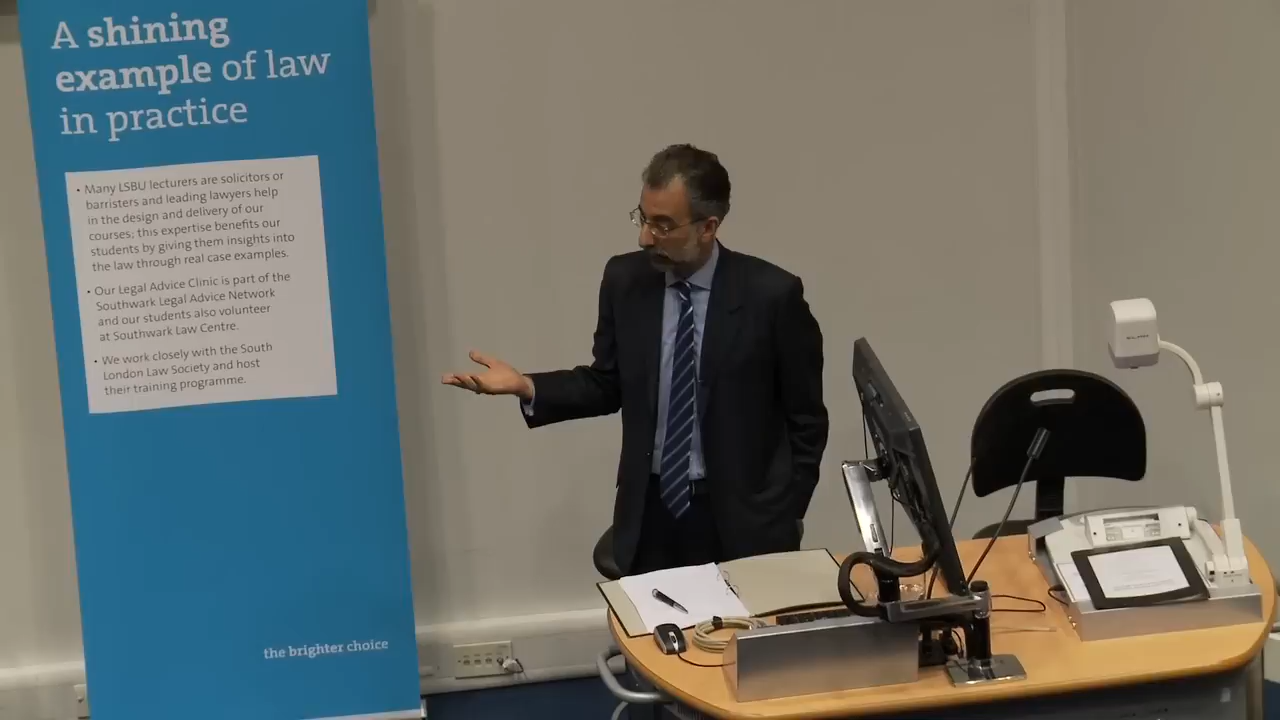 A shining
example of law
in practice
• Many LSBU lecturers are solicitors or
barristers and leading lawyers help
in the design and delivery of our
courses; this expertise benefits our
students by giving them insights into
the law through real case examples.
• Our Legal Advice Clinic is part of the
Southwark Legal Advice Network
and our students also volunteer
at Southwark Law Centre.
• We work closely with the South
London Law Society and host
their training programme.
the brighter choice